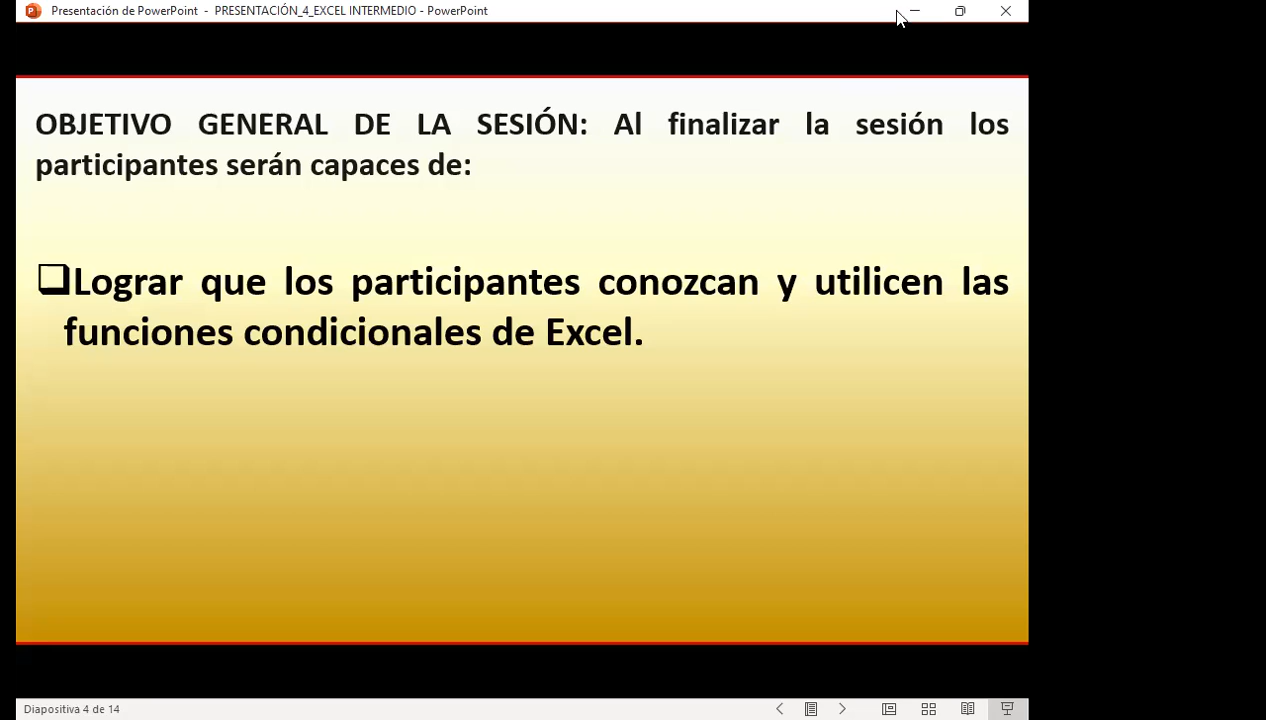 Presentación de PowerPoint - PRESENTACIÓN_4_EXCEL INTERMEDIO - PowerPoint
OBJETIVO GENERAL DE LA SESIÓN: Al finalizar la sesión los
participantes serán capaces de:
Lograr que los participantes conozcan y utilicen las
funciones condicionales de Excel.
Diapositiva 4 de 14